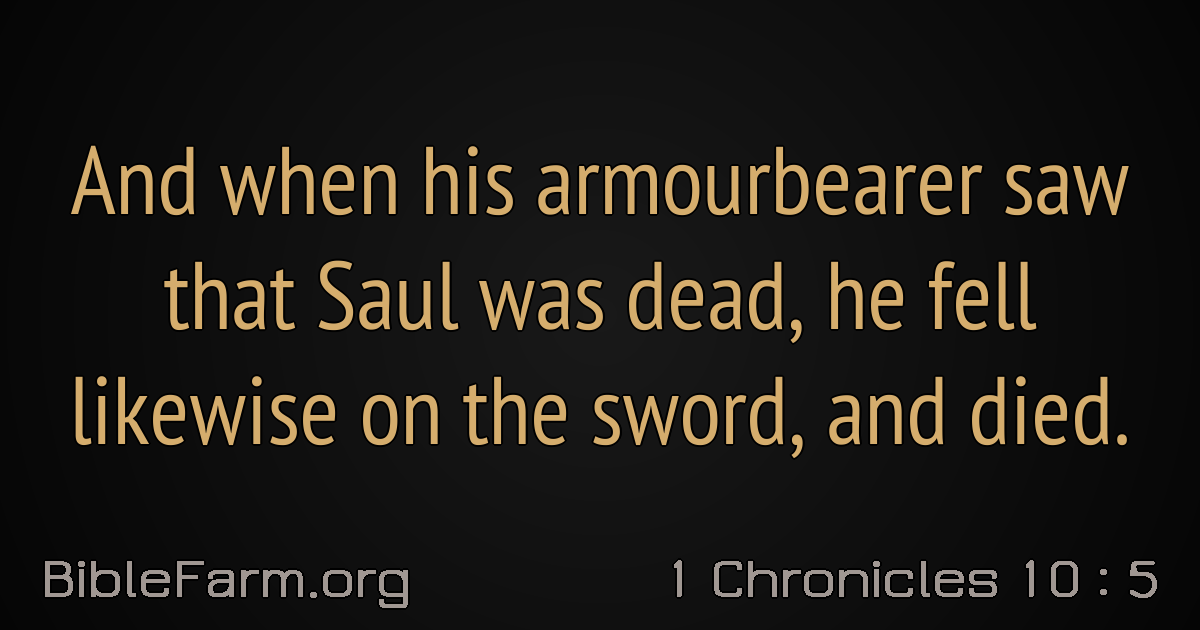 And when his armourbearer saw
that Saul was dead, he fell
likewise on the sword, and died.
BibleFarm.org
1 Chronicles 10 : 5